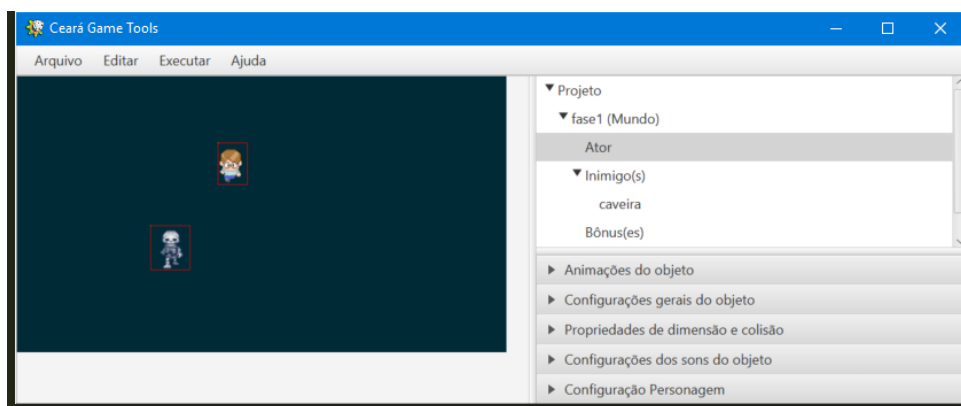 Ceará Game Tools
Arquivo Editar Executar Ajuda
Projeto
fase1 (Mundo)
Ator
Inimigo(s)
caveira
Bônus(es)
Animações do objeto
Configurações gerais do objeto
Propriedades de dimensão e colisão
Configurações dos sons do objeto
Configuração Personagem